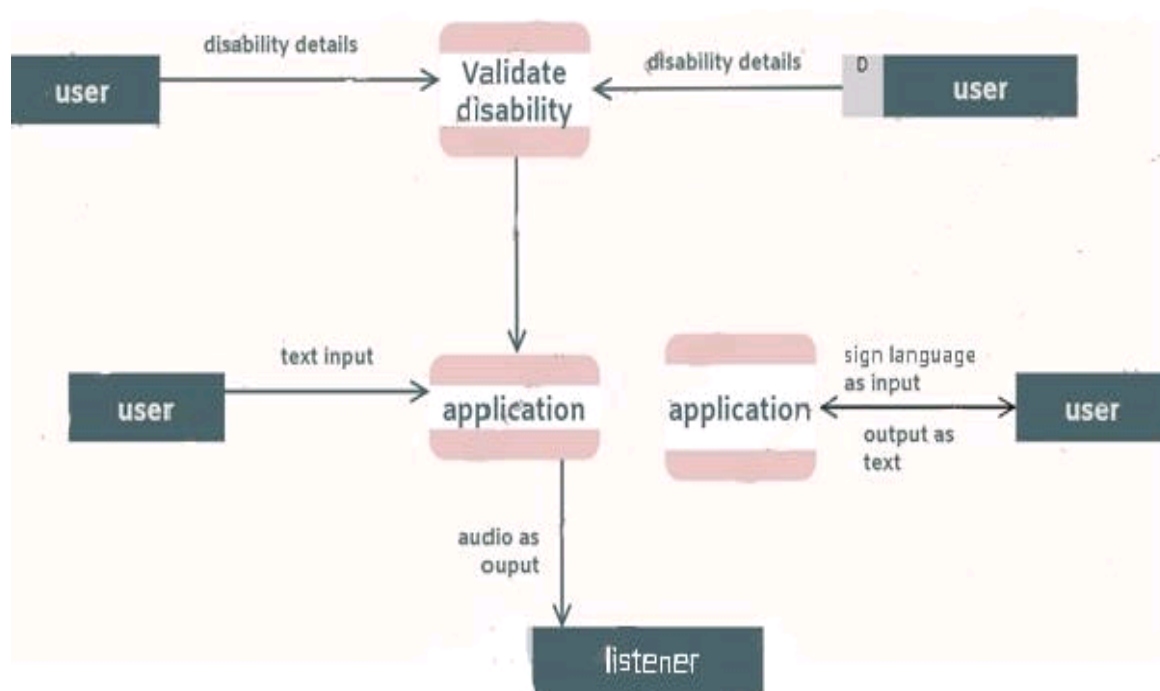 disability details
user
Validate
disability
disability details
D
user
text input
user
application
application
sign language
as input
user
output as
text
audio as
ouput
listener